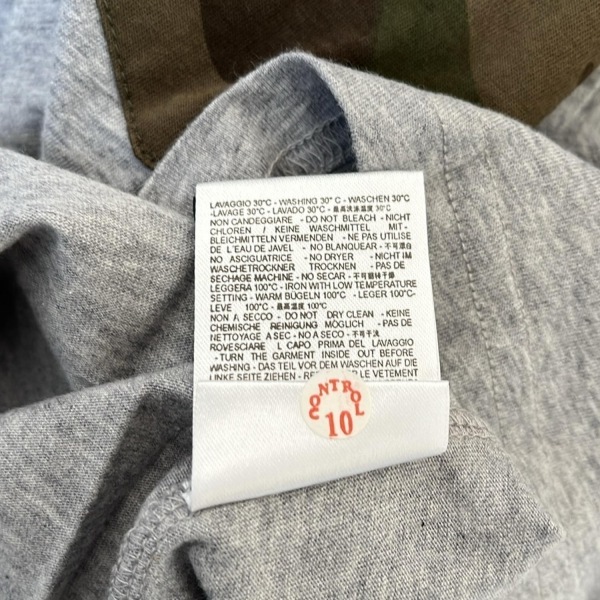 LAVAGGIO 30°C - WASHING 30° C - WASCHEN 30°C
-LAVAGE 30°C - LAVADO 30°C - 最高洗涤温度 30°C
NON CANDEGGIARE - DO NOT BLEACH - NICHT
CHLOREN / KEINE WASCHMITTEL MIT-
BLEICHMITTELN VERMENDEN - NE PAS UTILISE
DE L'EAU DE JAVEL - NO BLANQUEAR - 不可漂白
NO ASCIGUATRICE - NO DRYER - NICHT IM
WASCHETROCKNER TROCKNEN - PAS DE
SECHAGE MACHINE - NO SECAR - 不可翻转干燥
LEGGERA 100°C - IRON WITH LOW TEMPERATURE
SETTING - WARM BÜGELN 100°C - LEGER 100°C-
LEVE 100°C - 最高温度 100°C
NON A SECCO - DO NOT DRY CLEAN - KEINE
CHEMISCHE REINIGUNG MÖGLICH - PAS DE
NETTOYAGE A SEC - NO A SECO - 不可干洗
ROVESCIARE L CAPO PRIMA DEL LAVAGGIO
- TURN THE GARMENT INSIDE OUT BEFORE
WASHING - DAS TEIL VOR DEM WASCHEN AUF DIE
LINKE SEITE ZIEHEN - LE VETEMENT
CONTROL
10